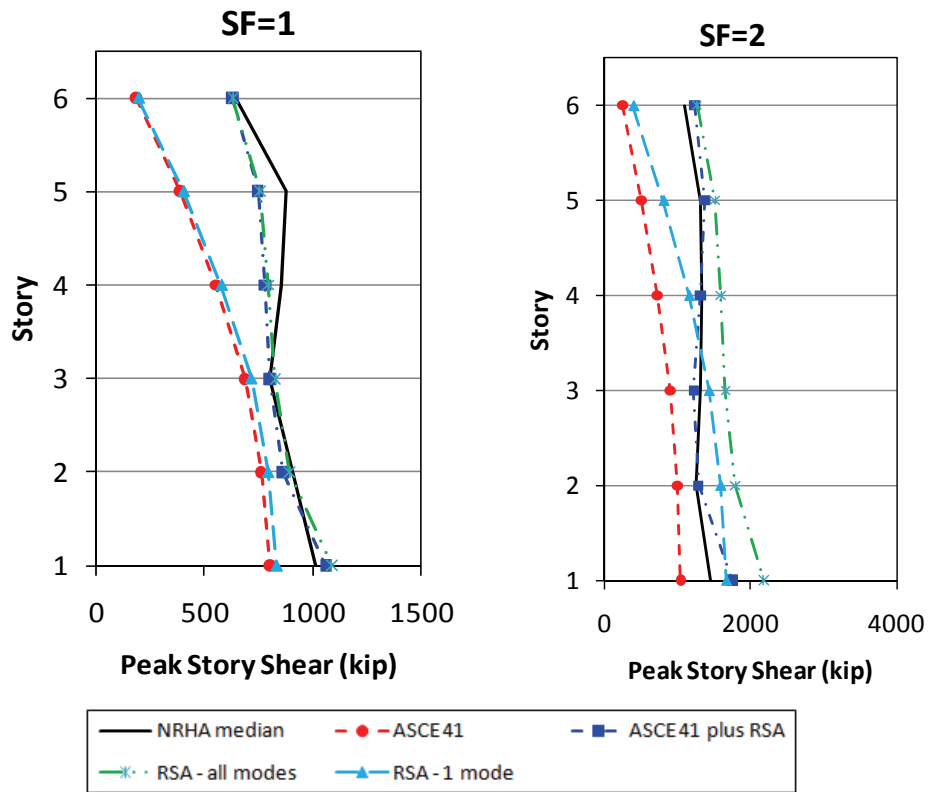 SF=1
6
5
4
3
2
1
Story
0 500 1000 1500
Peak Story Shear (kip)
SF=2
6
5
4
3
2
1
Story
0 2000 4000
Peak Story Shear (kip)
NRHA median ASCE41 ASCE41 plus RSA
RSA - all modes RSA - 1 mode